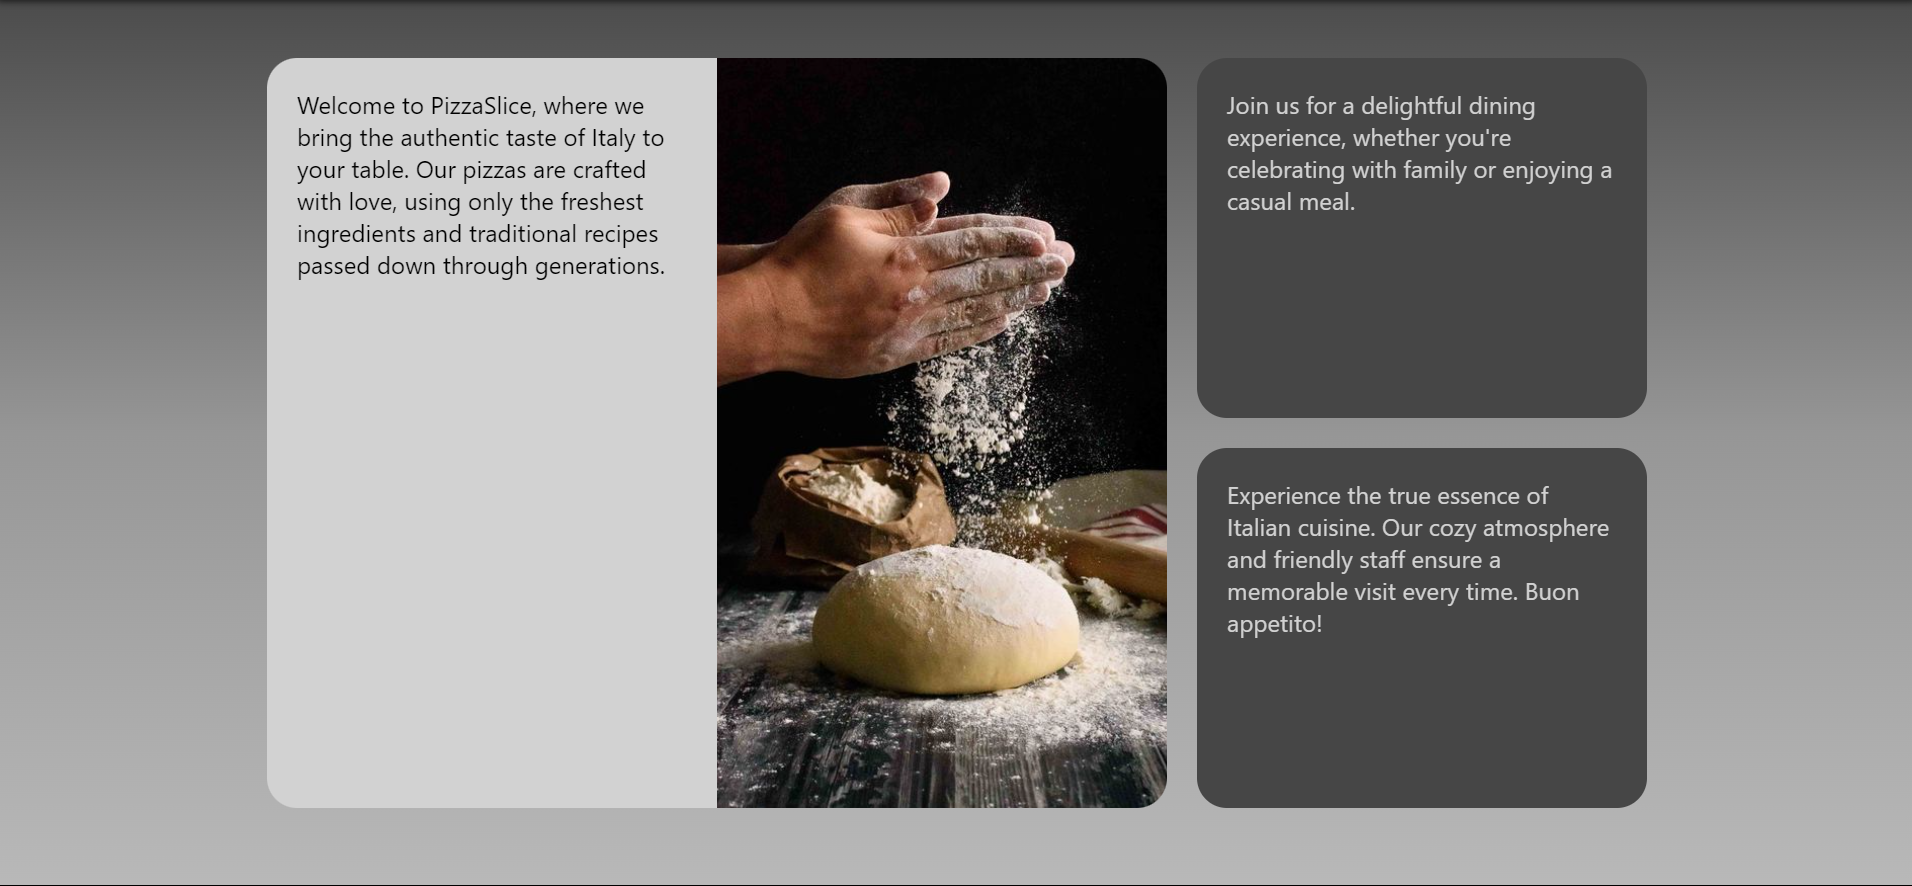 Welcome to PizzaSlice, where we
bring the authentic taste of Italy to
your table. Our pizzas are crafted
with love, using only the freshest
ingredients and traditional recipes
passed down through generations.
Join us for a delightful dining
experience, whether you're
celebrating with family or enjoying a
casual meal.
Experience the true essence of
Italian cuisine. Our cozy atmosphere
and friendly staff ensure a
memorable visit every time. Buon
appetito!